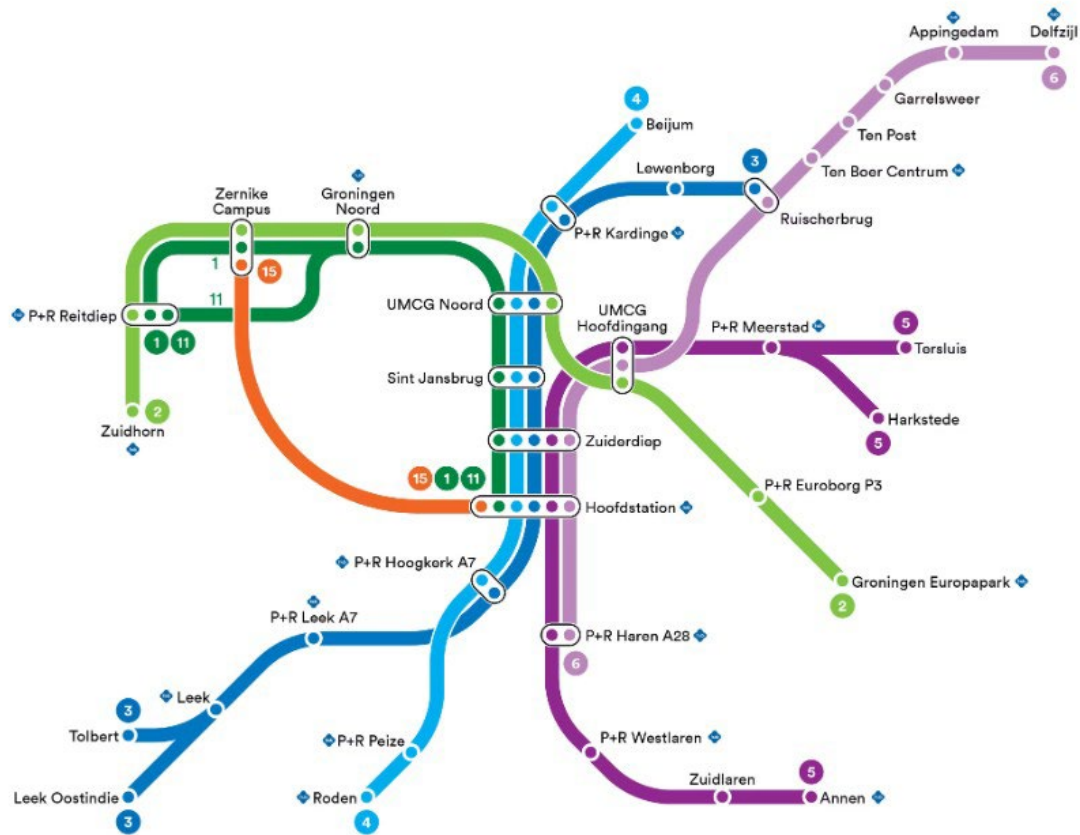 Appingedam
Delfzijl
6
Garrelsweer
4
Beijum
Ten Post
Lewenborg
3
Ten Boer Centrum
Zernike
Campus
Groningen
Noord
Ruischerbrug
P+R Kardinge
1
15
11
P+R Reitdiep
UMCG Noord
UMCG
Hoofdingang
P+R Meerstad
5
Tersluis
1 11
Sint Jansbrug
2
Zuidhorn
Harkstede
5
Zuiderdiep
15 1 11
P+R Euroborg P3
Hoofdstation
P+R Hoogkerk A7
Groningen Europapark
2
P+R Leek A7
P+R Haren A28
6
Leek
3
Tolbert
P+R Peize
P+R Westlaren
Zuidlaren
5
Leek Oostindie
3
Roden
4
Annen